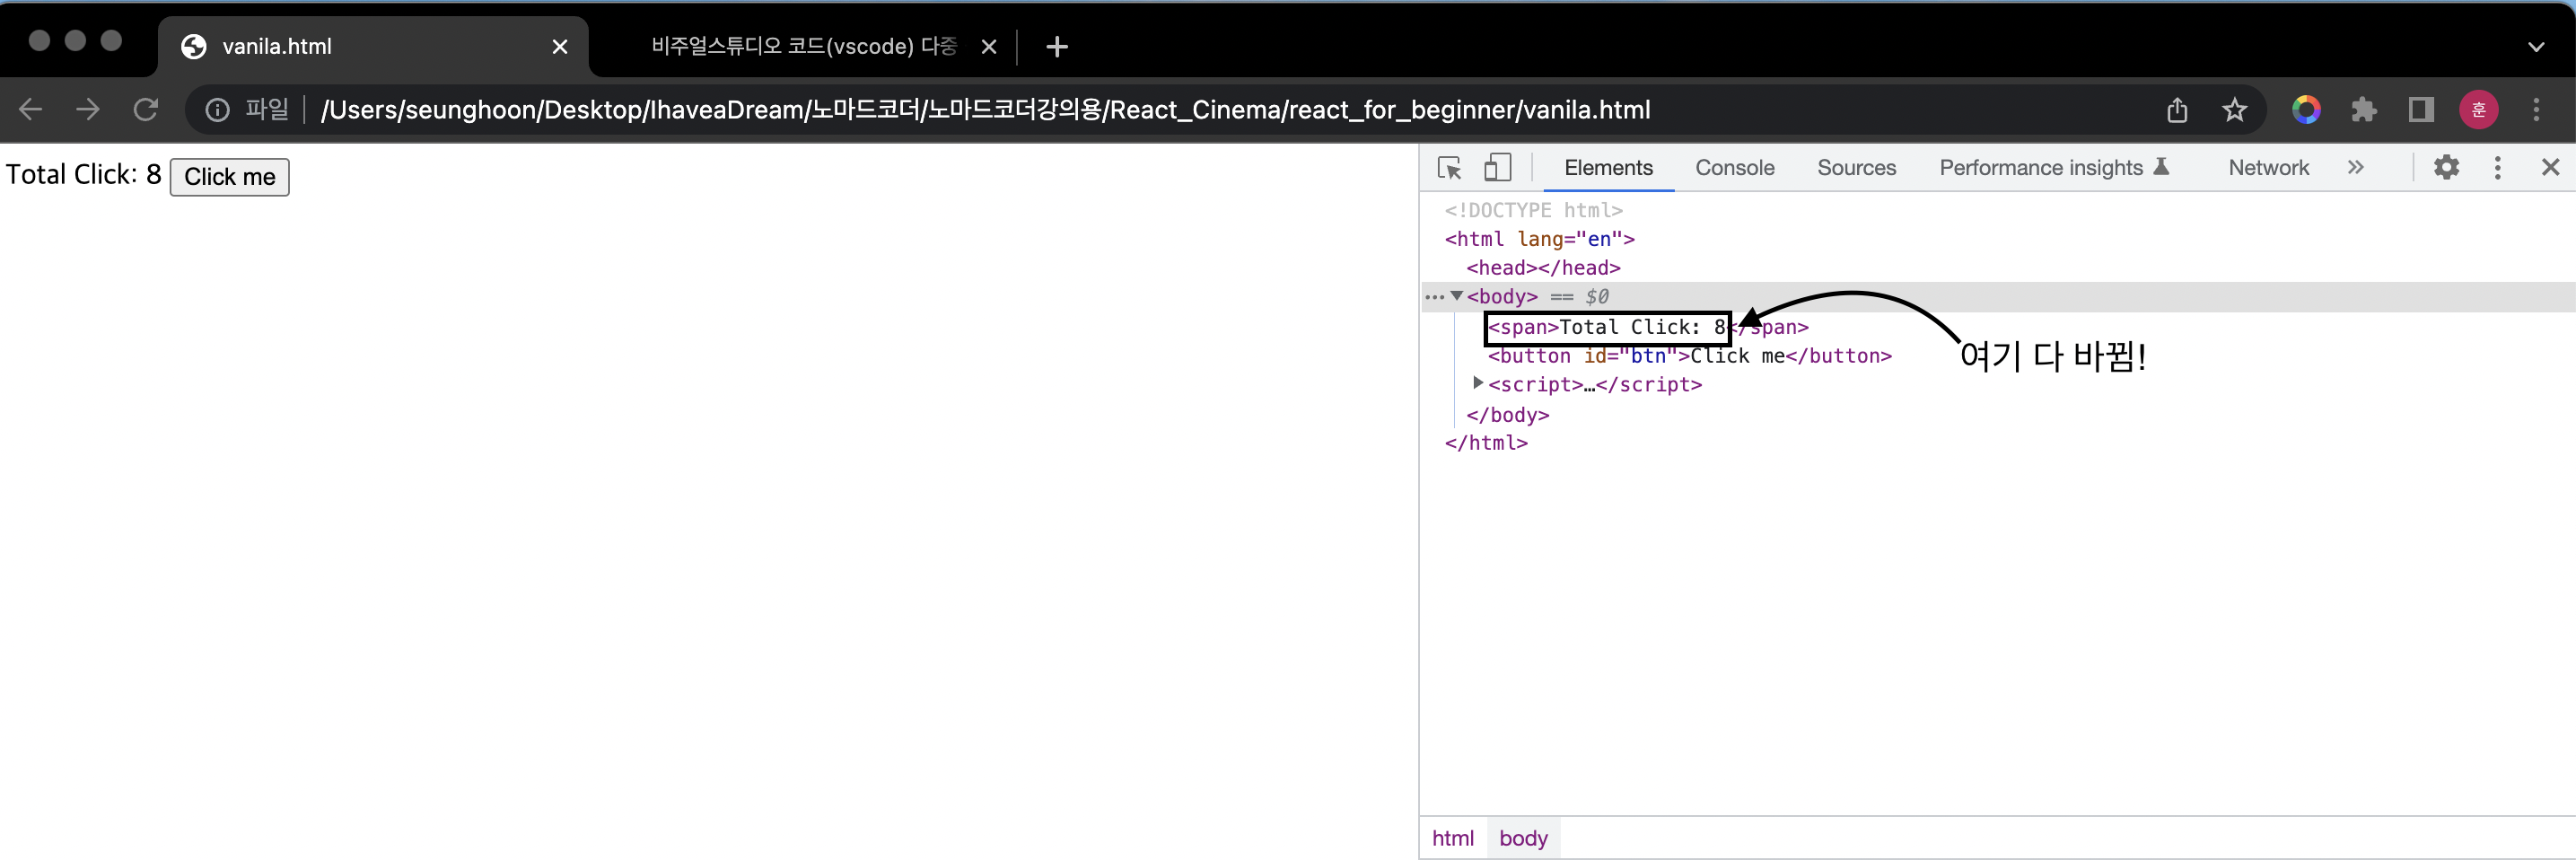 vanila.html
비주얼스튜디오 코드(vscode) 다중
파일 /Users/seunghoon/Desktop/IhaveaDream/노마드코더/노마드코더강의용/React_Cinema/react_for_beginner/vanila.html
훈
Total Click: 8 Click me
Elements Console Sources Performance insights Network
<!DOCTYPE html>
<html lang="en">
<head></head>
<body> == $0
<span>Total Click: 8</span>
<button id="btn">Click me</button>
여기 다 바뀜!
<script>…</script>
</body>
</html>
html body